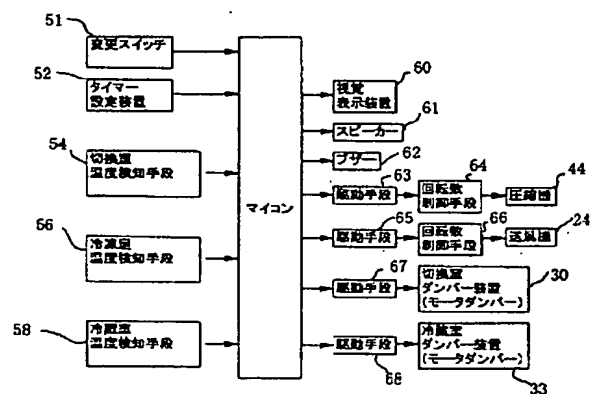 51
変更スイッチ
52
タイマー
設定装置
54
切換室
温度検知手段
56
冷凍室
温度検知手段
58
冷蔵室
温度検知手段
マイコン
60
視覚
表示装置
61
スピーカー
62
ブザー
63
駆動手段
64
回転数
制御手段
44
圧縮機
65
駆動手段
66
回転数
制御手段
24
送風機
67
駆動手段
30
切換室
ダンパー装置
(モータダンパー)
68
駆動手段
冷蔵室
ダンパー装置
(モータダンパー)
33